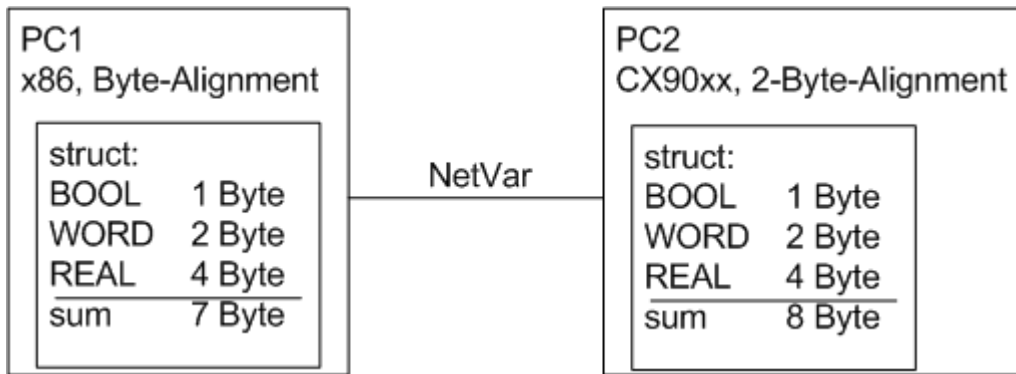 PC1
x86, Byte-Alignment
struct:
BOOL 1 Byte
WORD 2 Byte
REAL 4 Byte
sum 7 Byte
NetVar
PC2
CX90xx, 2-Byte-Alignment
struct:
BOOL 1 Byte
WORD 2 Byte
REAL 4 Byte
sum 8 Byte